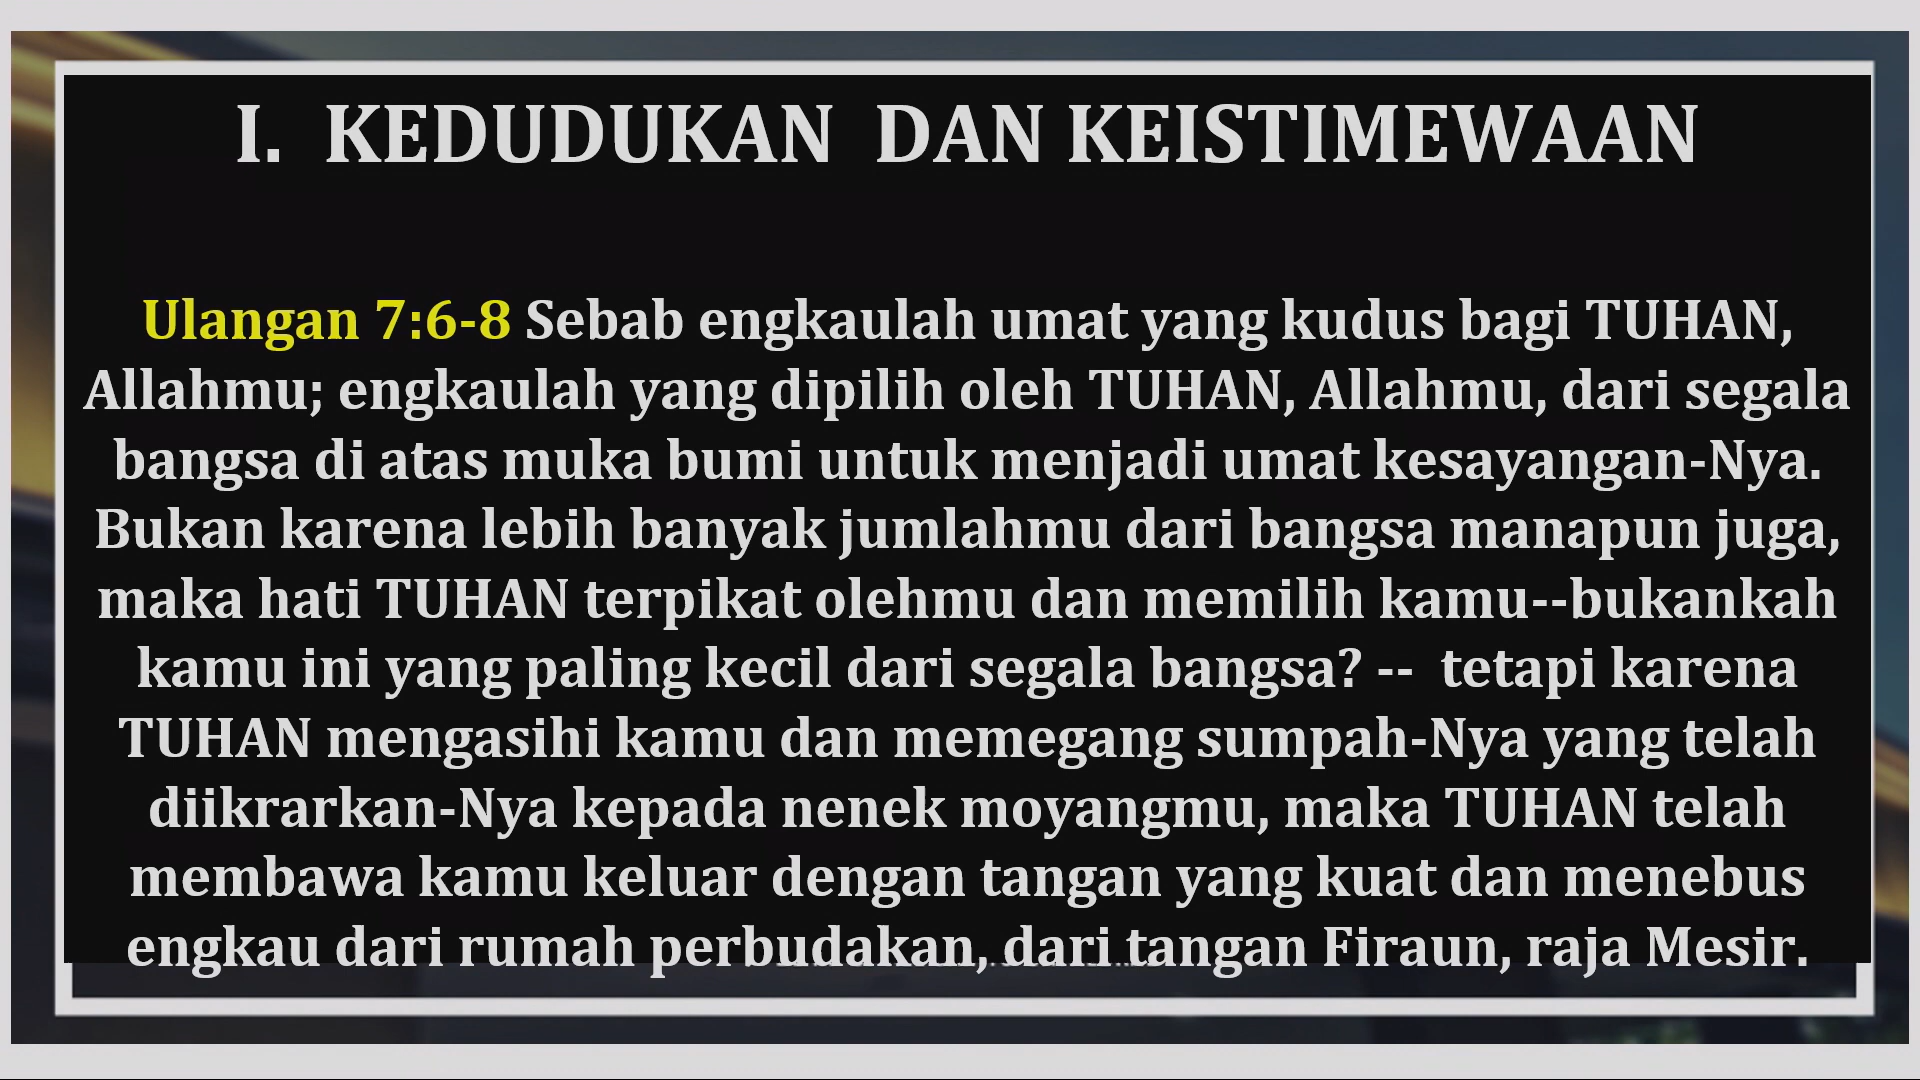 I.  KEDUDUKAN  DAN KEISTIMEWAAN
Ulangan 7:6-8 Sebab engkaulah umat yang kudus bagi TUHAN,
Allahmu; engkaulah yang dipilih oleh TUHAN, Allahmu, dari segala
bangsa di atas muka bumi untuk menjadi umat kesayangan-Nya.
Bukan karena lebih banyak jumlahmu dari bangsa manapun juga,
maka hati TUHAN terpikat olehmu dan memilih kamu--bukankah
kamu ini yang paling kecil dari segala bangsa? --  tetapi karena
TUHAN mengasihi kamu dan memegang sumpah-Nya yang telah
diikrarkan-Nya kepada nenek moyangmu, maka TUHAN telah
membawa kamu keluar dengan tangan yang kuat dan menebus
engkau dari rumah perbudakan, dari tangan Firaun, raja Mesir.